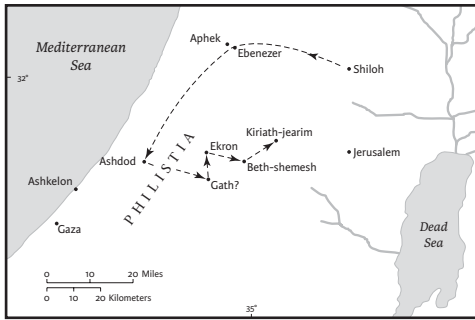 Mediterranean
Sea
Aphek
Ebenezer
Shiloh
32°
Kiriath-jearim
Ekron
Jerusalem
Ashdod
Beth-shemesh
PHILISTIA
Gath?
Ashkelon
Gaza
Dead
Sea
0 10 20 Miles
0 10 20 Kilometers
35°